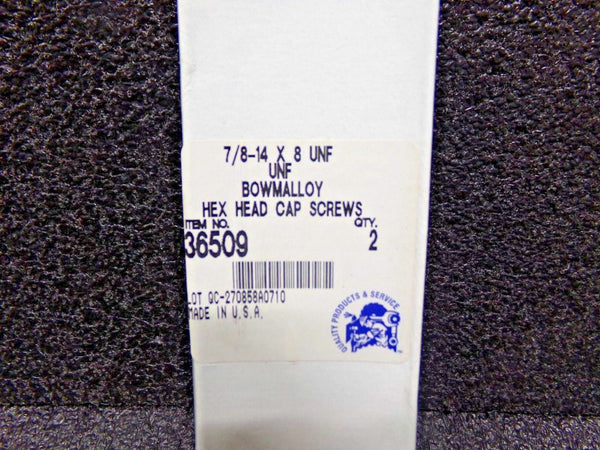 7/8-14 X 8 UNF
UNF
BOWMALLOY
HEX HEAD CAP SCREWS
ITEM NO. QTY.
36509 2
LOT QC-270858A0710
MADE IN U.S.A.
QUALITY PRODUCTS & SERVICE